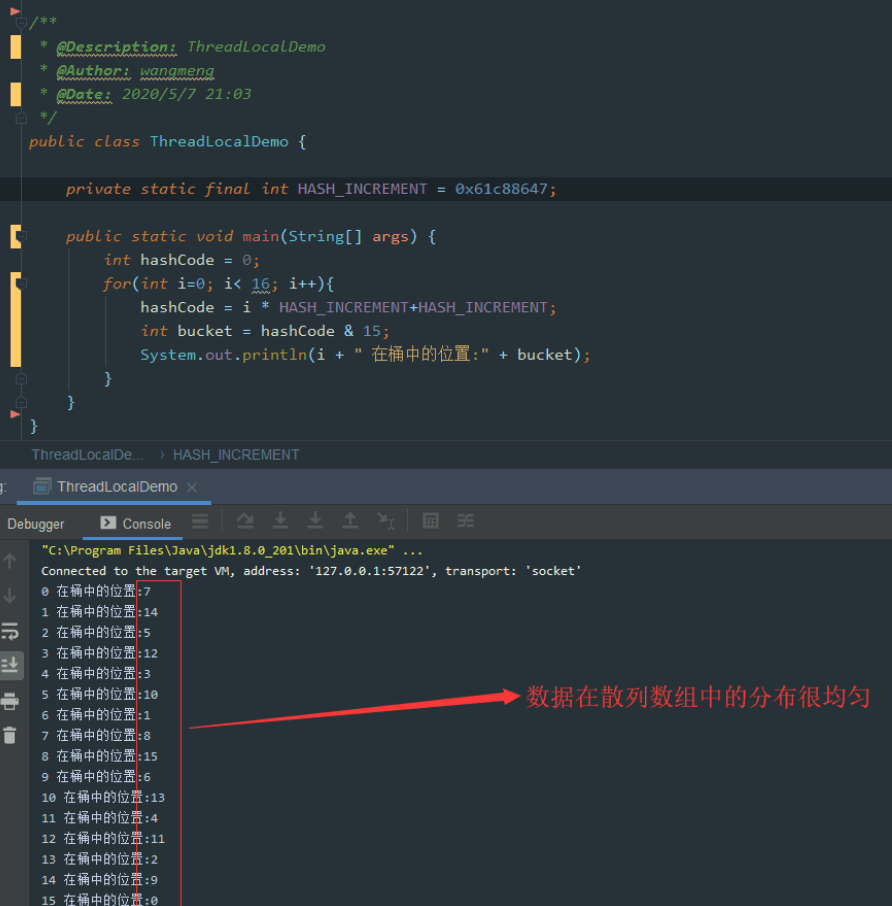 /**
 * @Description: ThreadLocalDemo
 * @Author: wangmeng
 * @Date: 2020/5/7 21:03
 */
public class ThreadLocalDemo {
private static final int HASH_INCREMENT = 0x61c88647;
public static void main(String[] args) {
int hashCode = 0;
for(int i=0; i< 16; i++){
hashCode = i * HASH_INCREMENT+HASH_INCREMENT;
int bucket = hashCode & 15;
System.out.println(i + " 在桶中的位置:" + bucket);
}
}
}
ThreadLocalDe... › HASH_INCREMENT
g: ThreadLocalDemo ×
Debugger Console
"C:\Program Files\Java\jdk1.8.0_201\bin\java.exe" ...
Connected to the target VM, address: '127.0.0.1:57122', transport: 'socket'
0 在桶中的位置:7
1 在桶中的位置:14
2 在桶中的位置:5
3 在桶中的位置:12
4 在桶中的位置:3
5 在桶中的位置:10
6 在桶中的位置:1
7 在桶中的位置:8
8 在桶中的位置:15
9 在桶中的位置:6
10 在桶中的位置:13
11 在桶中的位置:4
12 在桶中的位置:11
13 在桶中的位置:2
14 在桶中的位置:9
15 在桶中的位置:0
数据在散列数组中的分布很均匀